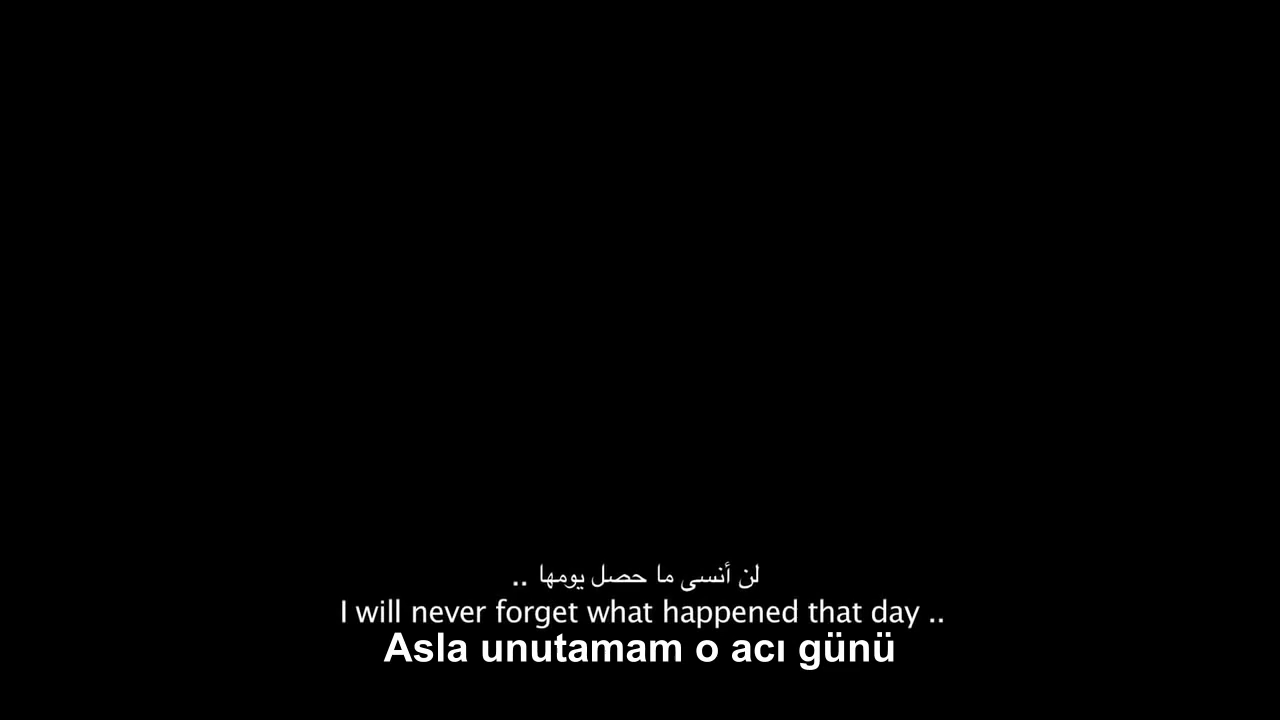 لن أنسى ما حصل يومها ..
I will never forget what happened that day ..
Asla unutamam o acı günü